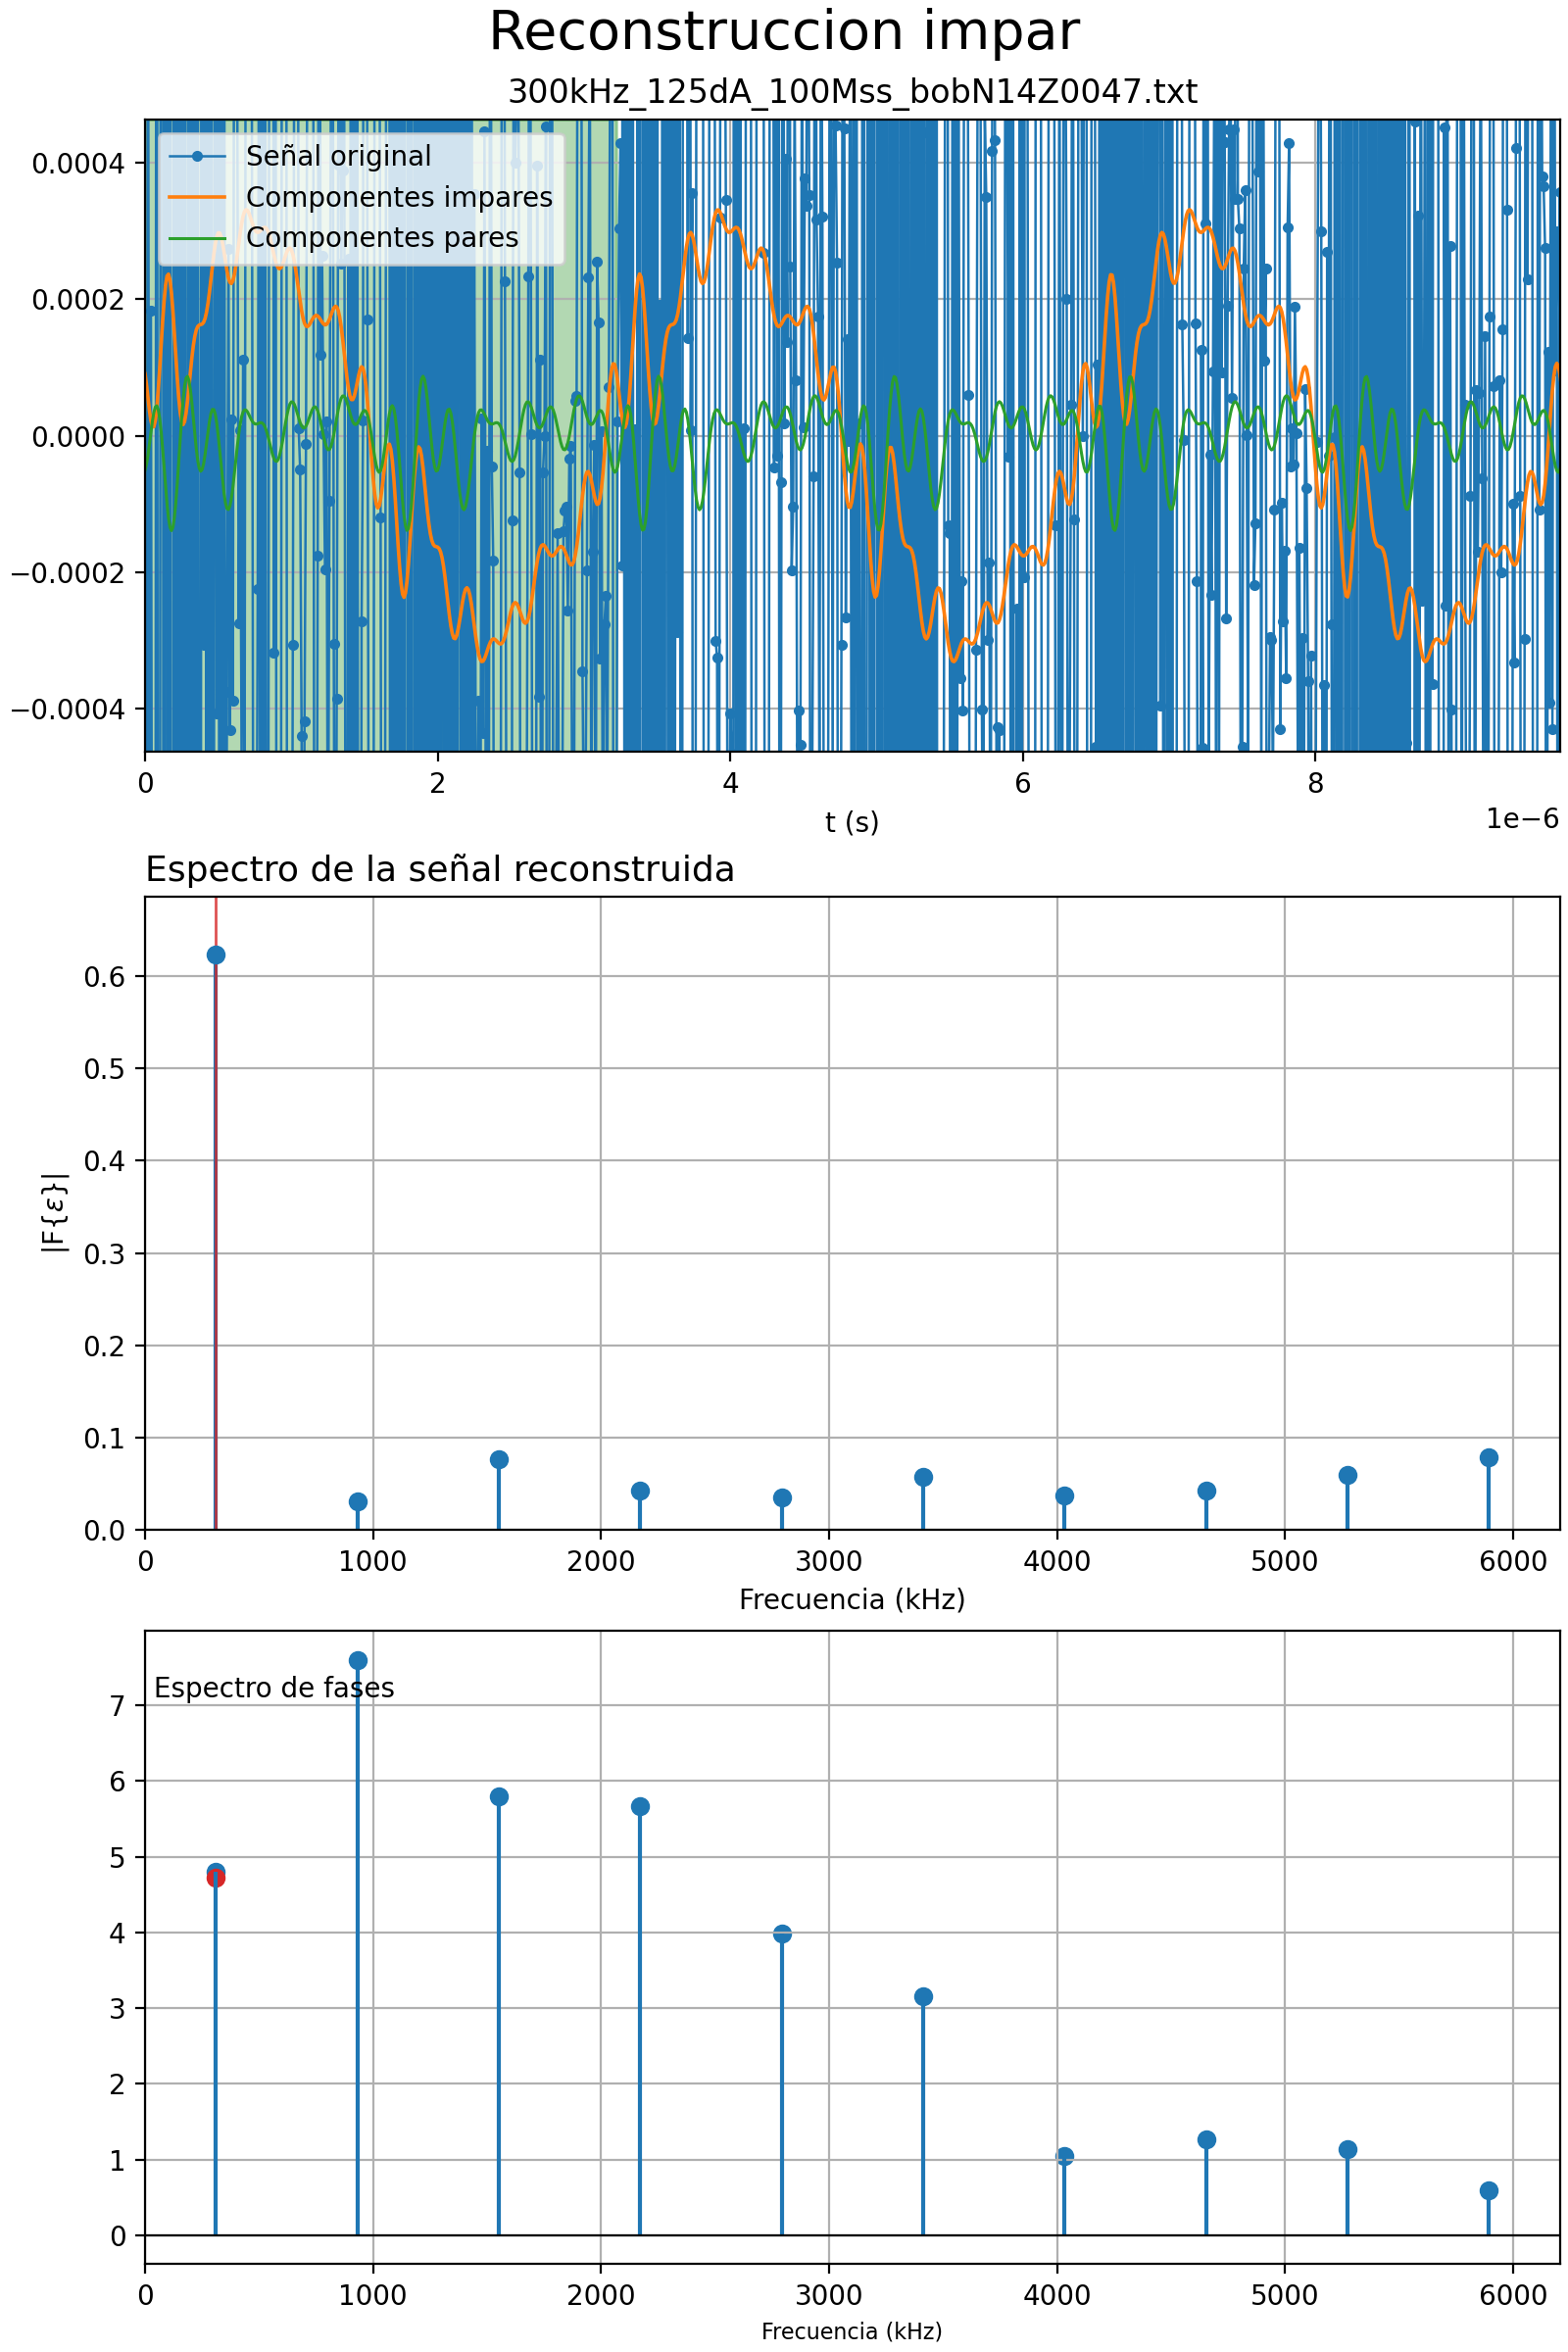 Reconstruccion impar
300kHz_125dA_100Mss_bobN14Z0047.txt
Señal original
Componentes impares
Componentes pares
0.0004
0.0002
0.0000
−0.0002
−0.0004
0 2 4 6 8
1e−6
t (s)
Espectro de la señal reconstruida
0.6
0.5
0.4
0.3
0.2
0.1
0.0
|F{ε}|
0 1000 2000 3000 4000 5000 6000
Frecuencia (kHz)
Espectro de fases
7
6
5
4
3
2
1
0
0 1000 2000 3000 4000 5000 6000
Frecuencia (kHz)